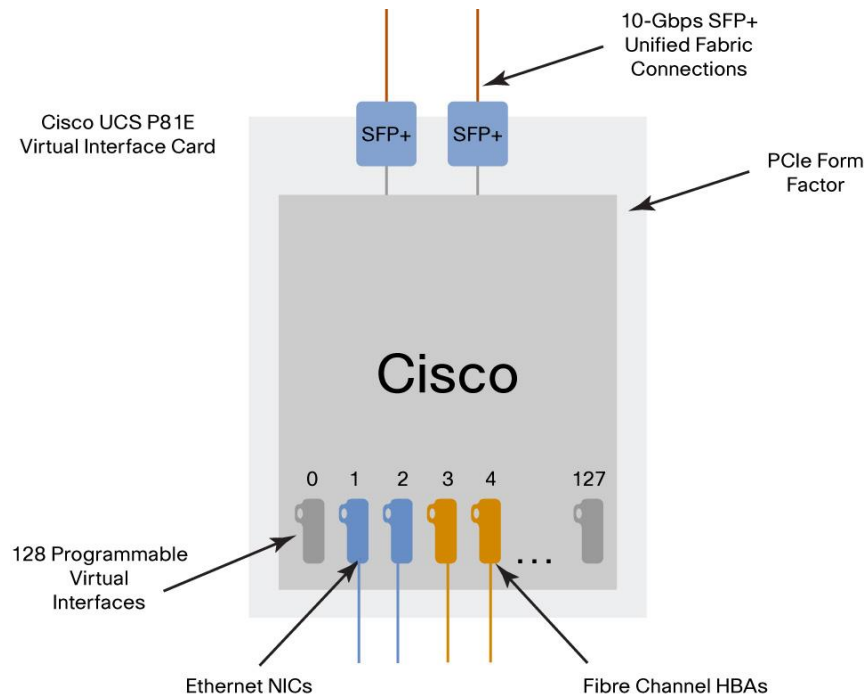 10-Gbps SFP+
Unified Fabric
Connections
Cisco UCS P81E
Virtual Interface Card
SFP+
SFP+
PCIe Form
Factor
Cisco
0 1 2 3 4 127
...
128 Programmable
Virtual
Interfaces
Ethernet NICs
Fibre Channel HBAs